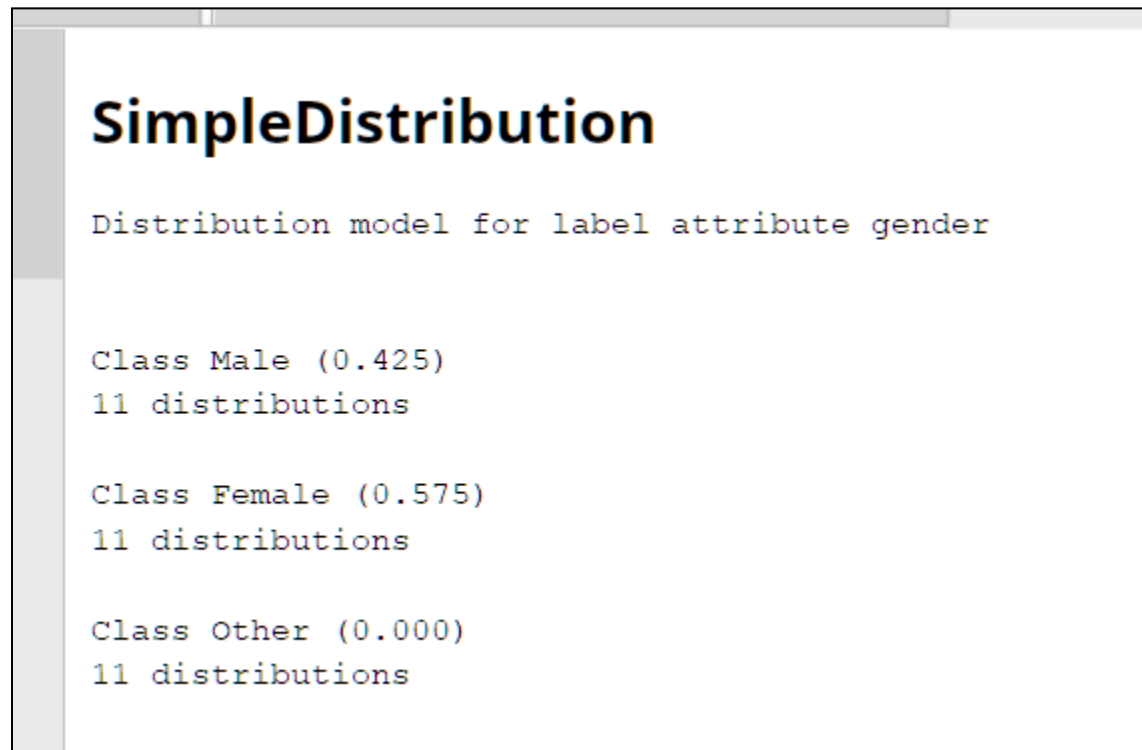 SimpleDistribution
Distribution model for label attribute gender
Class Male (0.425)
11 distributions
Class Female (0.575)
11 distributions
Class Other (0.000)
11 distributions